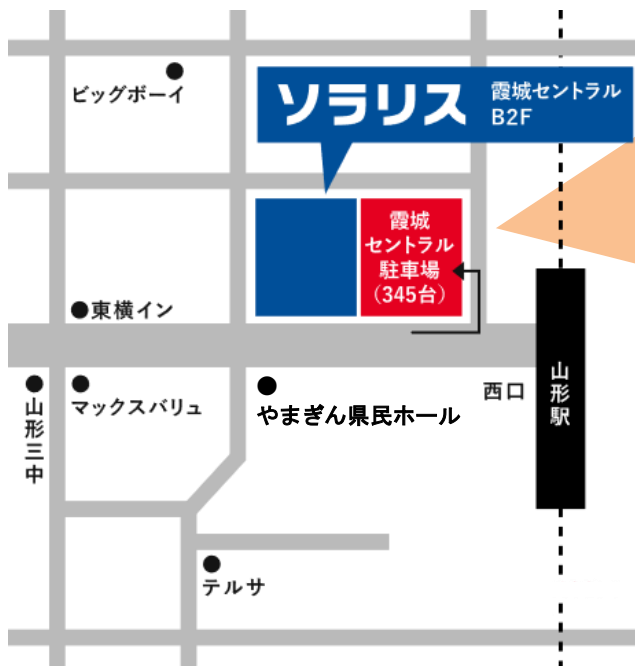 ビッグボーイ
ソラリス
霞城セントラル
B2F
霞城
セントラル
駐車場
(345台)
東横イン
山形三中
マックスバリュ
やまぎん県民ホール
西口
山形駅
テルサ